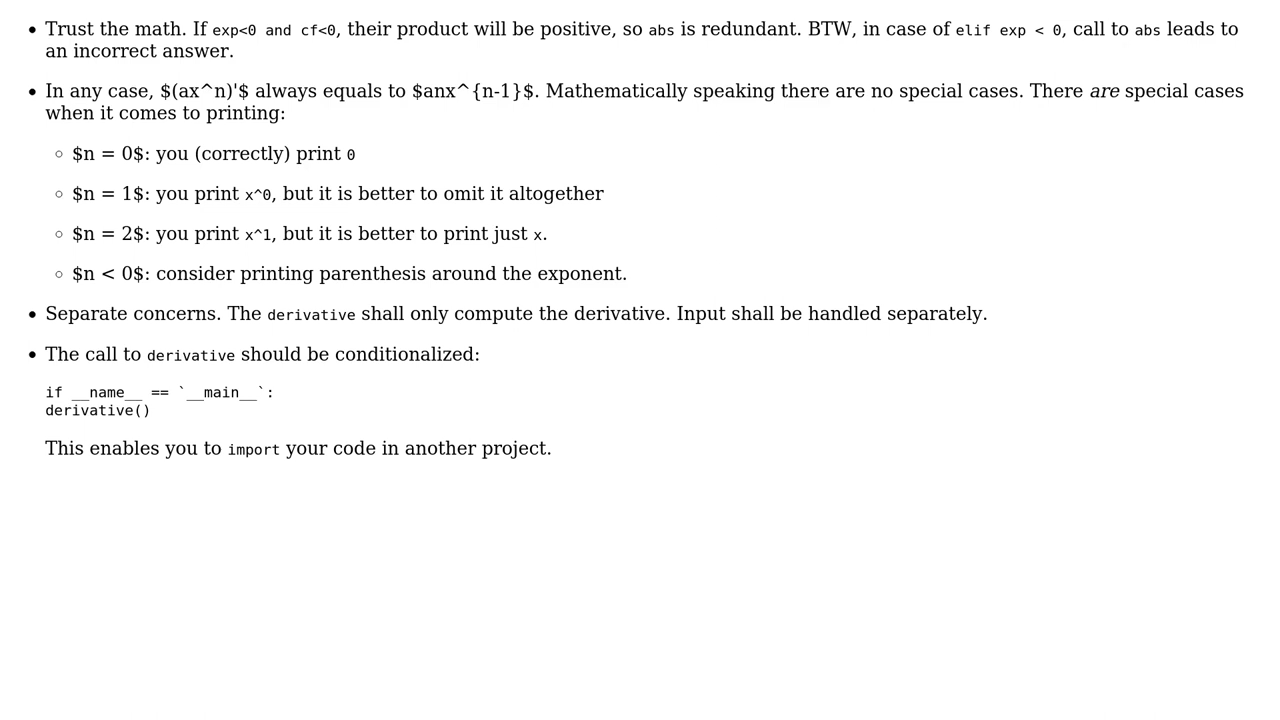 • Trust the math. If exp<0 and cf<0, their product will be positive, so abs is redundant. BTW, in case of elif exp < 0, call to abs leads to
an incorrect answer.
• In any case, $(ax^n)'$ always equals to $anx^{n-1}$. Mathematically speaking there are no special cases. There are special cases
when it comes to printing:
◦ $n = 0$: you (correctly) print 0
◦ $n = 1$: you print x^0, but it is better to omit it altogether
◦ $n = 2$: you print x^1, but it is better to print just x.
◦ $n < 0$: consider printing parenthesis around the exponent.
• Separate concerns. The derivative shall only compute the derivative. Input shall be handled separately.
• The call to derivative should be conditionalized:
if __name__ == `__main__`:
derivative()
This enables you to import your code in another project.